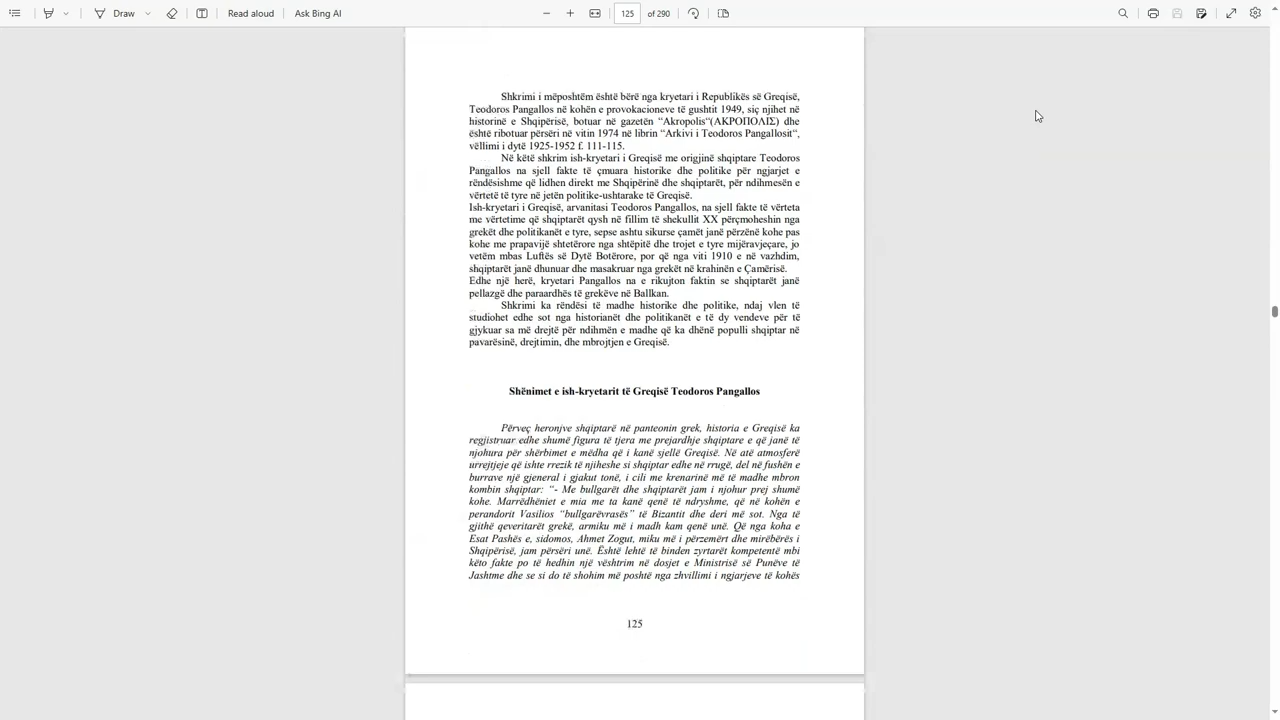 Draw
Read aloud
Ask Bing AI
125 of 290
Shkrimi i mëposhtëm është bërë nga kryetari i Republikës së Greqisë,
Teodoros Pangallos në kohën e provokacioneve të gushtit 1949, siç njihet në
historinë e Shqipërisë, botuar në gazetën “Akropolis“(ΑΚΡΟΠΟΛΙΣ) dhe
është ribotuar përsëri në vitin 1974 në librin “Arkivi i Teodoros Pangallosit“,
vëllimi i dytë 1925-1952 f. 111-115.
Në këtë shkrim ish-kryetari i Greqisë me origjinë shqiptare Teodoros
Pangallos na sjell fakte të çmuara historike dhe politike për ngjarjet e
rëndësishme që lidhen direkt me Shqipërinë dhe shqiptarët, për ndihmesën e
vërtetë të tyre në jetën politike-ushtarake të Greqisë.
Ish-kryetari i Greqisë, arvanitasi Teodoros Pangallos, na sjell fakte të vërteta
me vërtetime që shqiptarët qysh në fillim të shekullit XX përçmoheshin nga
grekët dhe politikanët e tyre, sepse ashtu sikurse çamët janë përzënë kohe pas
kohe me prapavijë shtetërore nga shtëpitë dhe trojet e tyre mijëravjeçare, jo
vetëm mbas Luftës së Dytë Botërore, por që nga viti 1910 e në vazhdim,
shqiptarët janë dhunuar dhe masakruar nga grekët në krahinën e Çamërisë.
Edhe një herë, kryetari Pangallos na e rikujton faktin se shqiptarët janë
pellazgë dhe paraardhës të grekëve në Ballkan.
Shkrimi ka rëndësi të madhe historike dhe politike, ndaj vlen të
studiohet edhe sot nga historianët dhe politikanët e të dy vendeve për të
gjykuar sa më drejtë për ndihmën e madhe që ka dhënë populli shqiptar në
pavarësinë, drejtimin, dhe mbrojtjen e Greqisë.
Shënimet e ish-kryetarit të Greqisë Teodoros Pangallos
Përveç heronjve shqiptarë në panteonin grek, historia e Greqisë ka
regjistruar edhe shumë figura të tjera me prejardhje shqiptare e që janë të
njohura për shërbimet e mëdha që i kanë sjellë Greqisë. Në atë atmosferë
urrejtjeje që ishte rrezik të njiheshe si shqiptar edhe në rrugë, del në fushën e
burrave një gjeneral i gjakut tonë, i cili me krenarinë më të madhe mbron
kombin shqiptar: “- Me bullgarët dhe shqiptarët jam i njohur prej shumë
kohe. Marrëdhëniet e mia me ta kanë qenë të ndryshme, që në kohën e
perandorit Vasilios “bullgarëvrasës” të Bizantit dhe deri më sot. Nga të
gjithë qeveritarët grekë, armiku më i madh kam qenë unë. Që nga koha e
Esat Pashës e, sidomos, Ahmet Zogut, miku më i përzemërt dhe mirëbërës i
Shqipërisë, jam përsëri unë. Është lehtë të binden zyrtarët kompetentë mbi
këto fakte po të hedhin një vështrim në dosjet e Ministrisë së Punëve të
Jashtme dhe se si do të shohim më poshtë nga zhvillimi i ngjarjeve të kohës
125